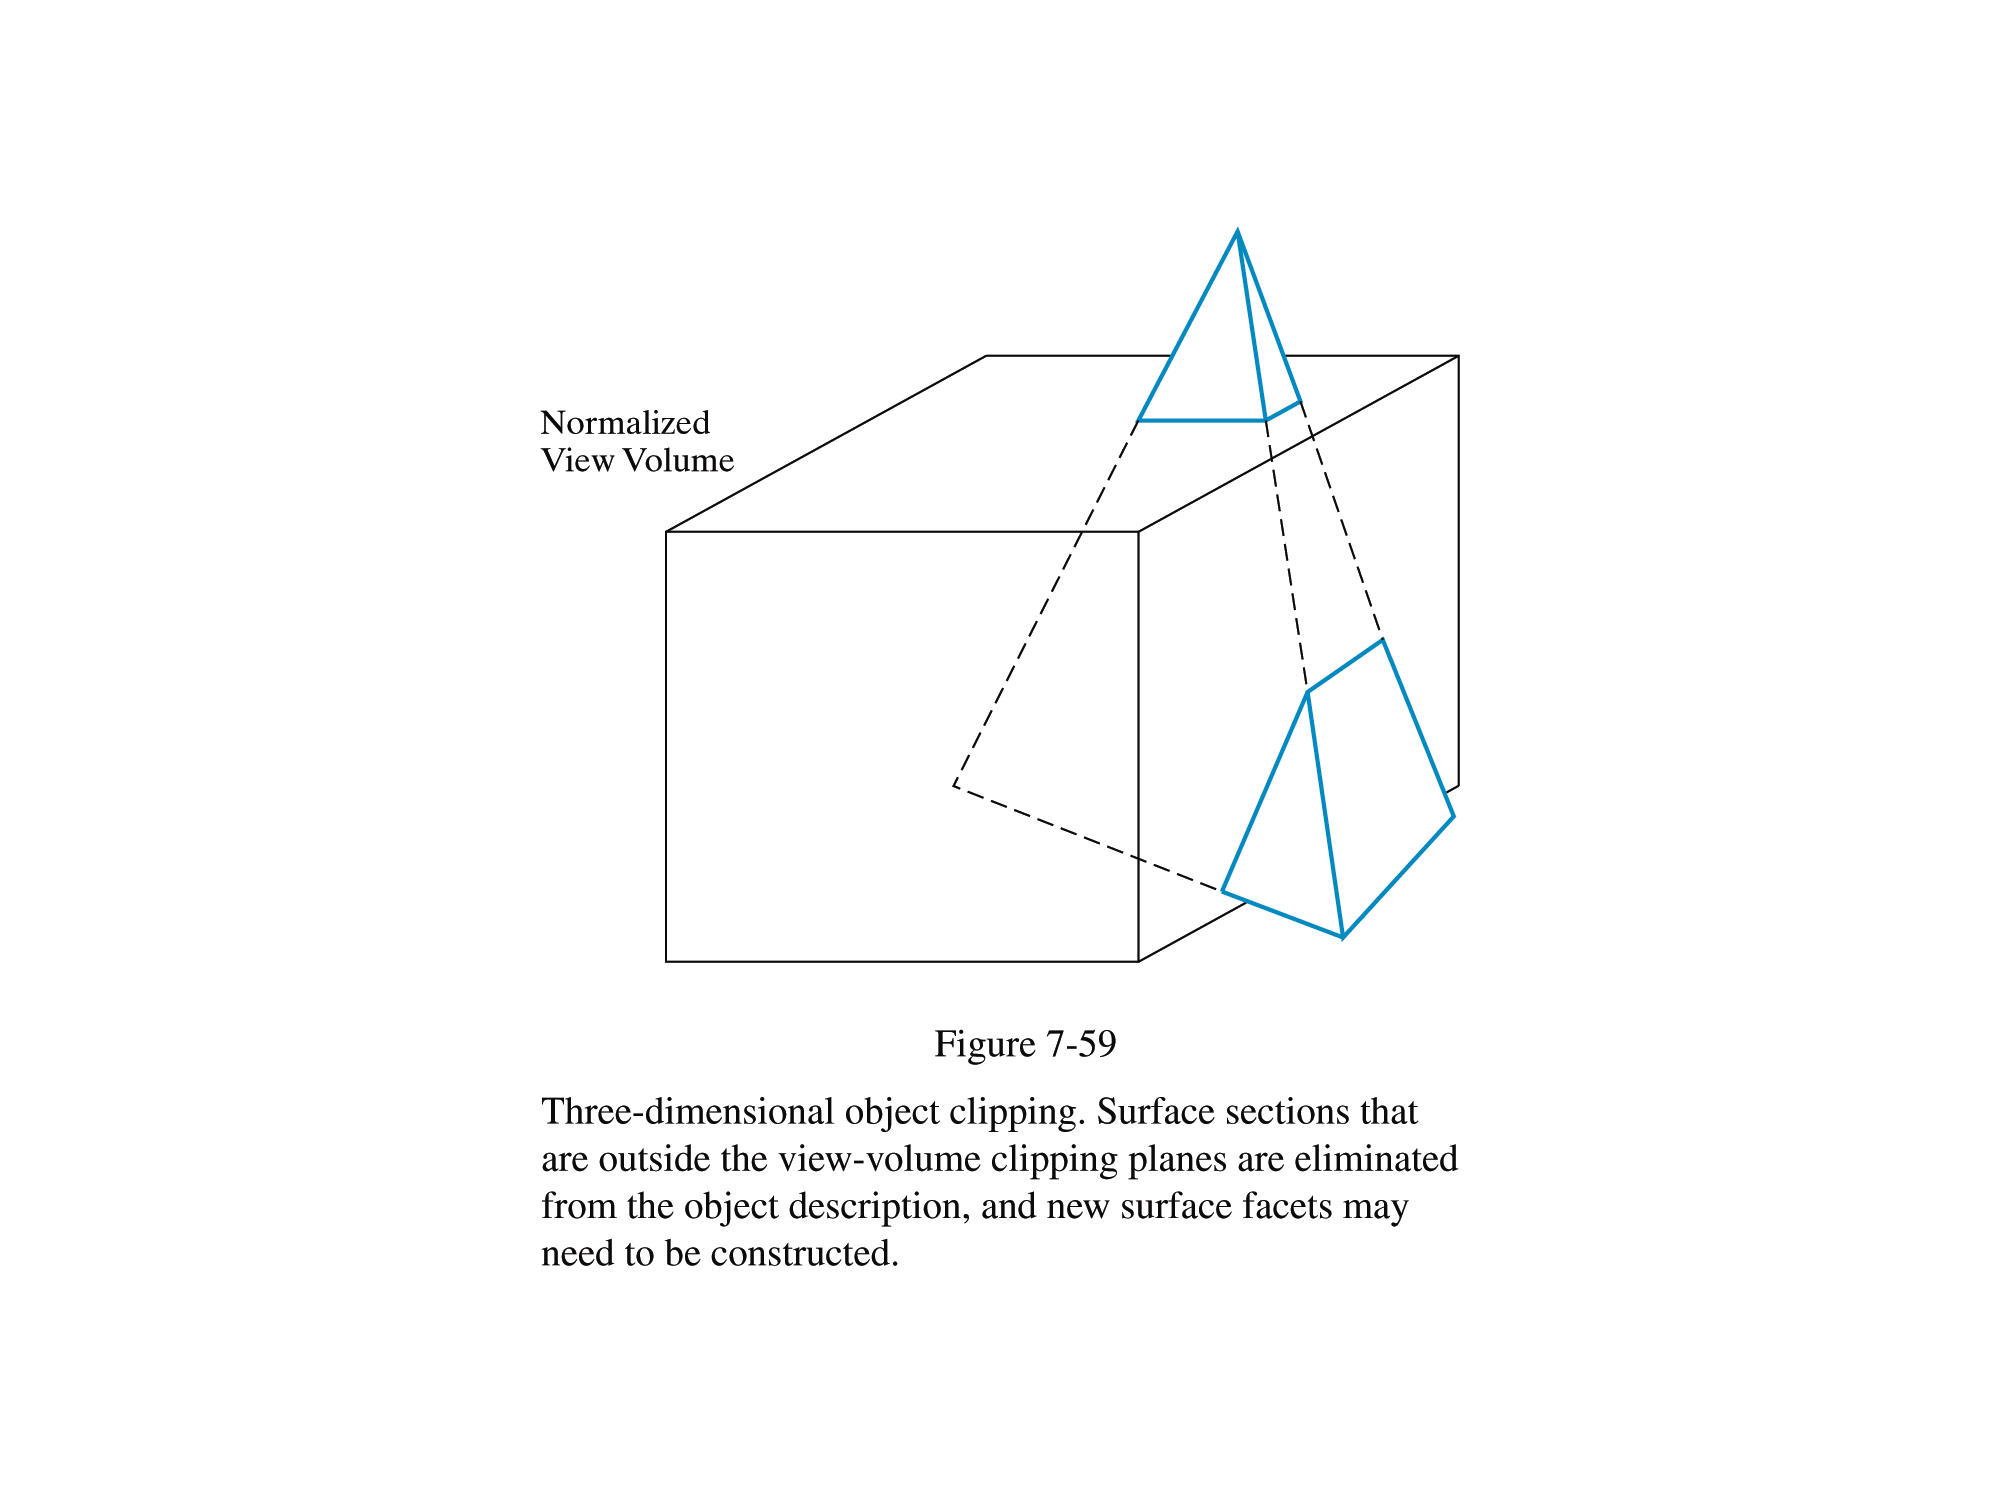 Normalized
View Volume
Figure 7-59
Three-dimensional object clipping. Surface sections that
are outside the view-volume clipping planes are eliminated
from the object description, and new surface facets may
need to be constructed.